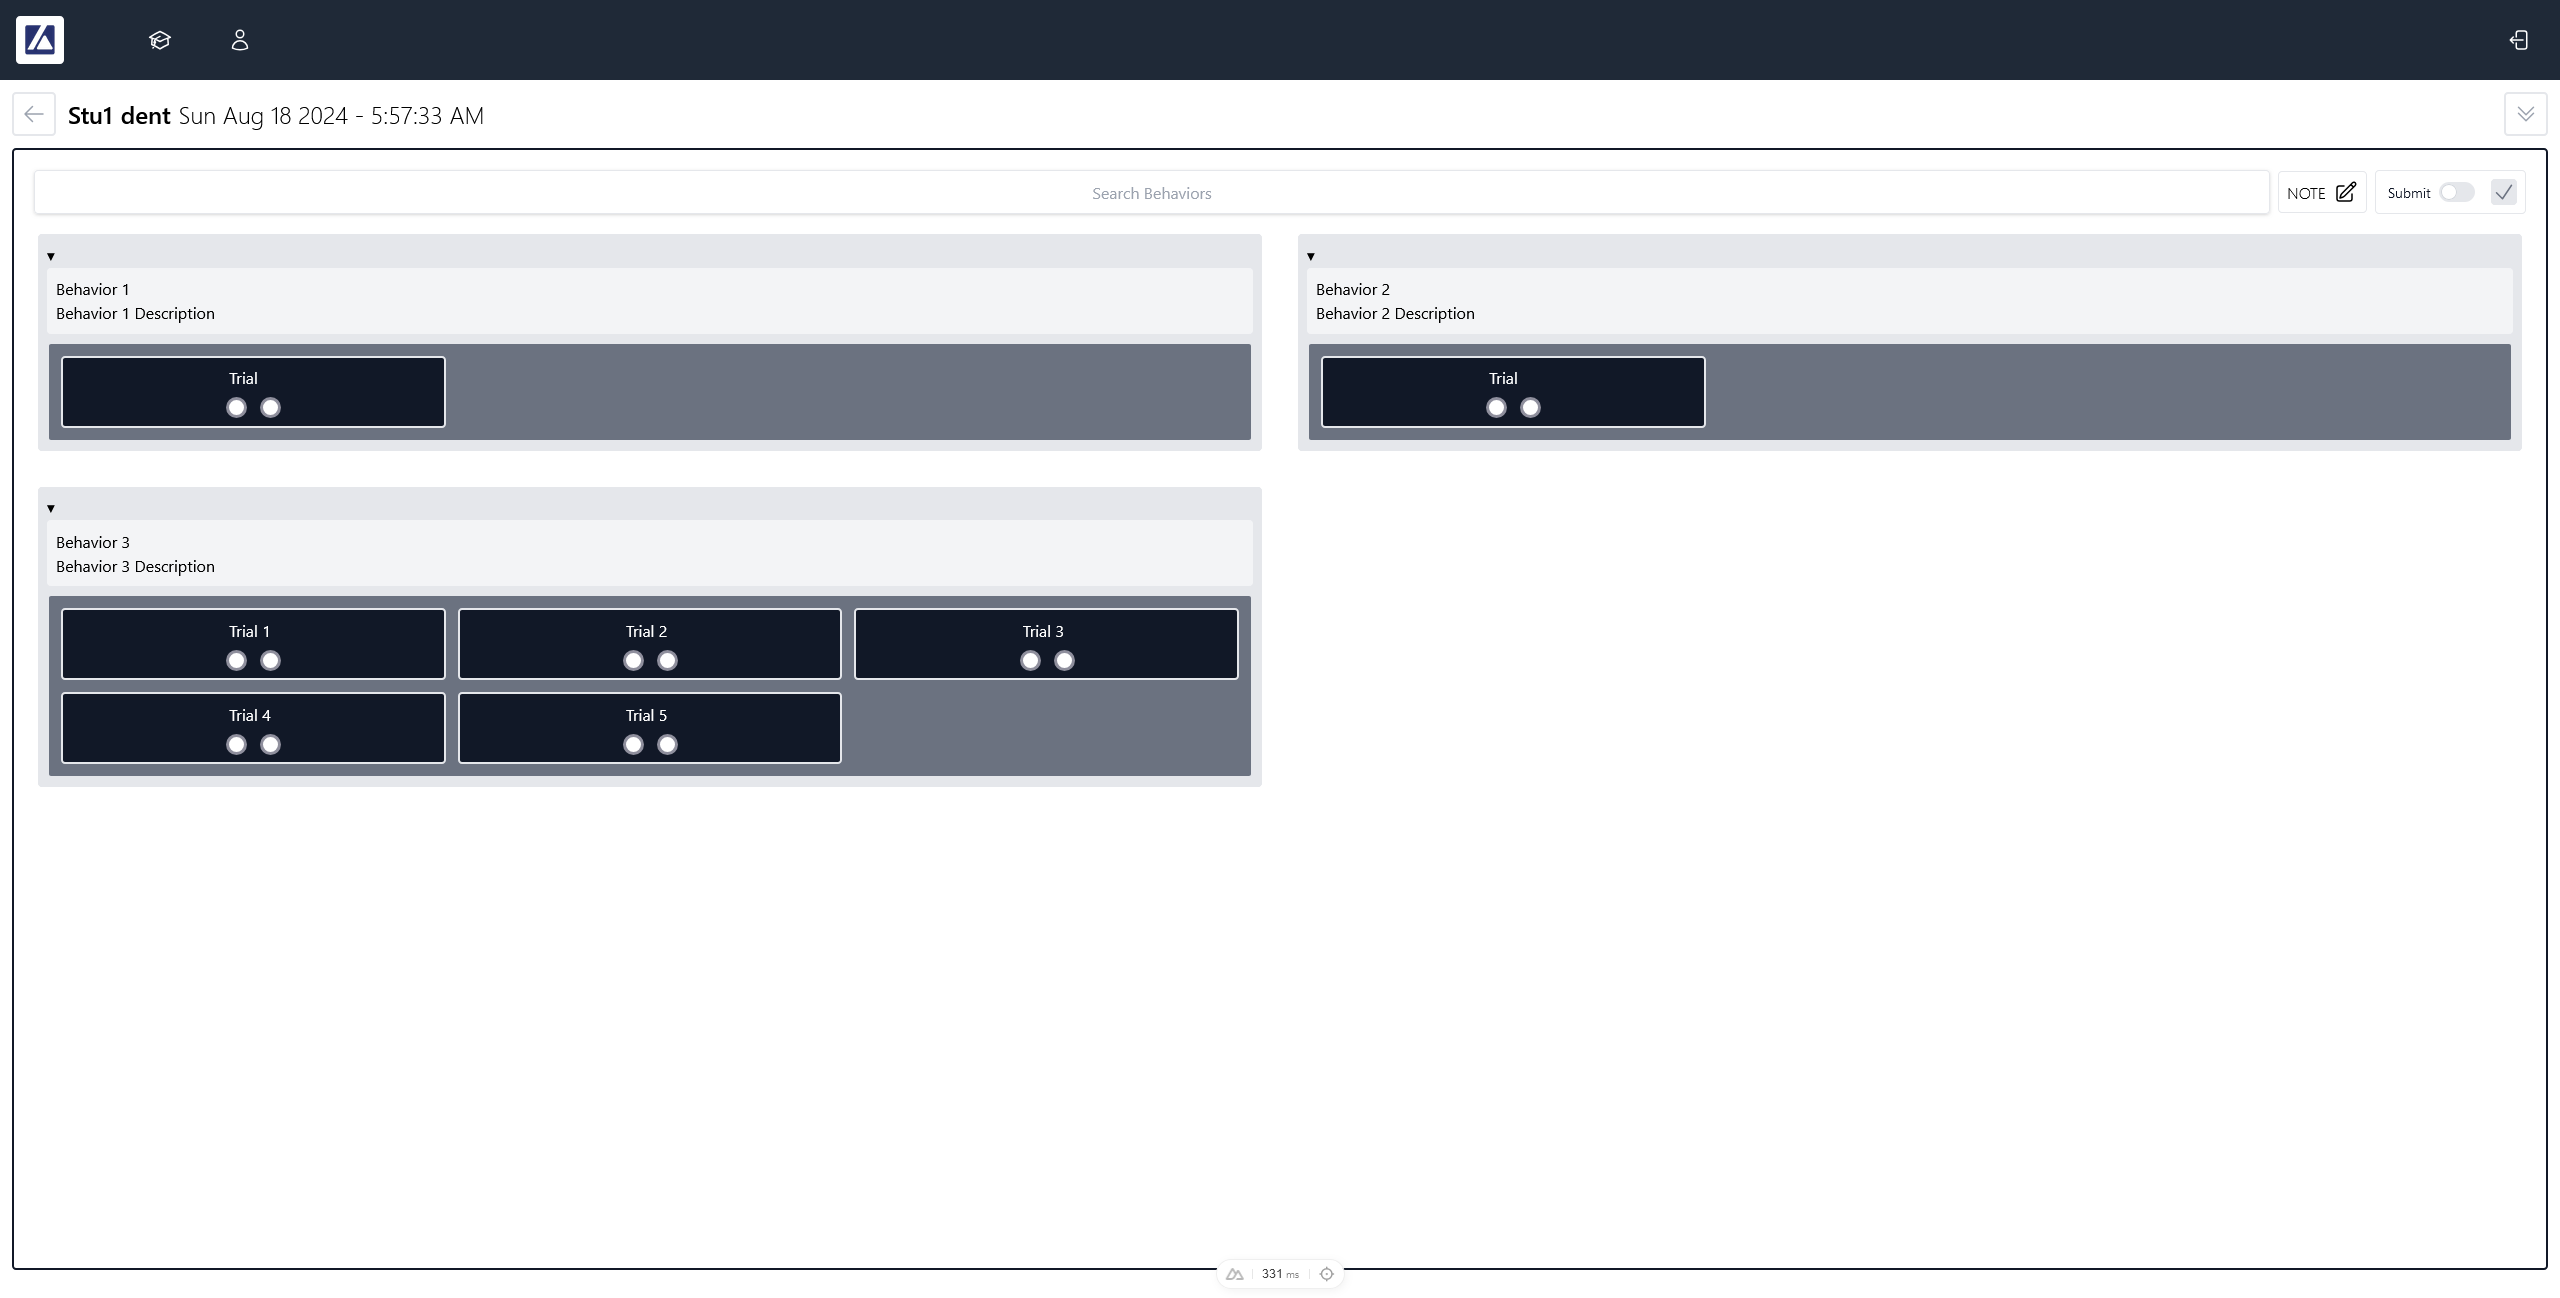 Stu1 dent Sun Aug 18 2024 - 5:57:33 AM
Search Behaviors
NOTE
Submit
Behavior 1
Behavior 1 Description
Trial
Behavior 2
Behavior 2 Description
Trial
Behavior 3
Behavior 3 Description
Trial 1
Trial 2
Trial 3
Trial 4
Trial 5
331 ms